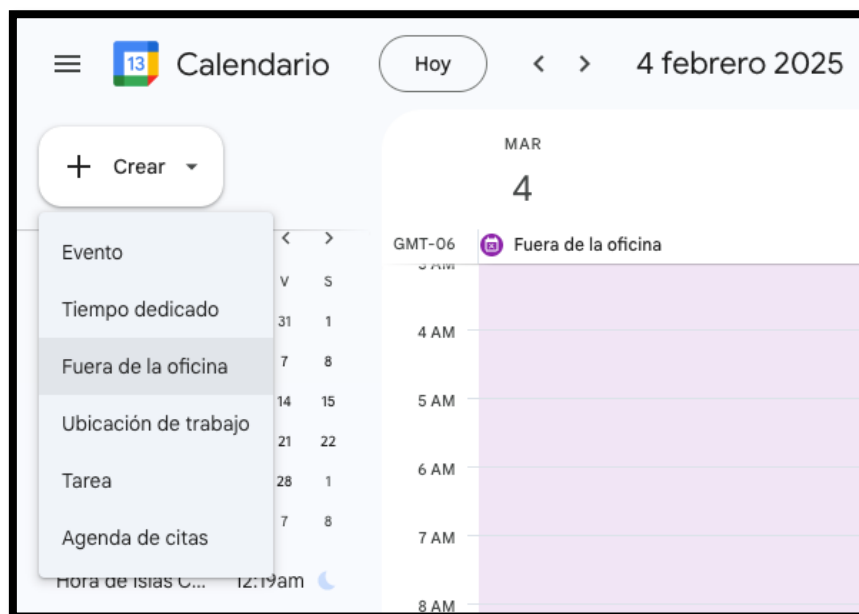 13 Calendario Hoy 4 febrero 2025
Crear
Evento
Tiempo dedicado
Fuera de la oficina
Ubicación de trabajo
Tarea
Agenda de citas
V S
31 1
7 8
14 15
21 22
28 1
7 8
12:19am
MAR
4
GMT-06 Fuera de la oficina
4 AM
5 AM
6 AM
7 AM
8 AM